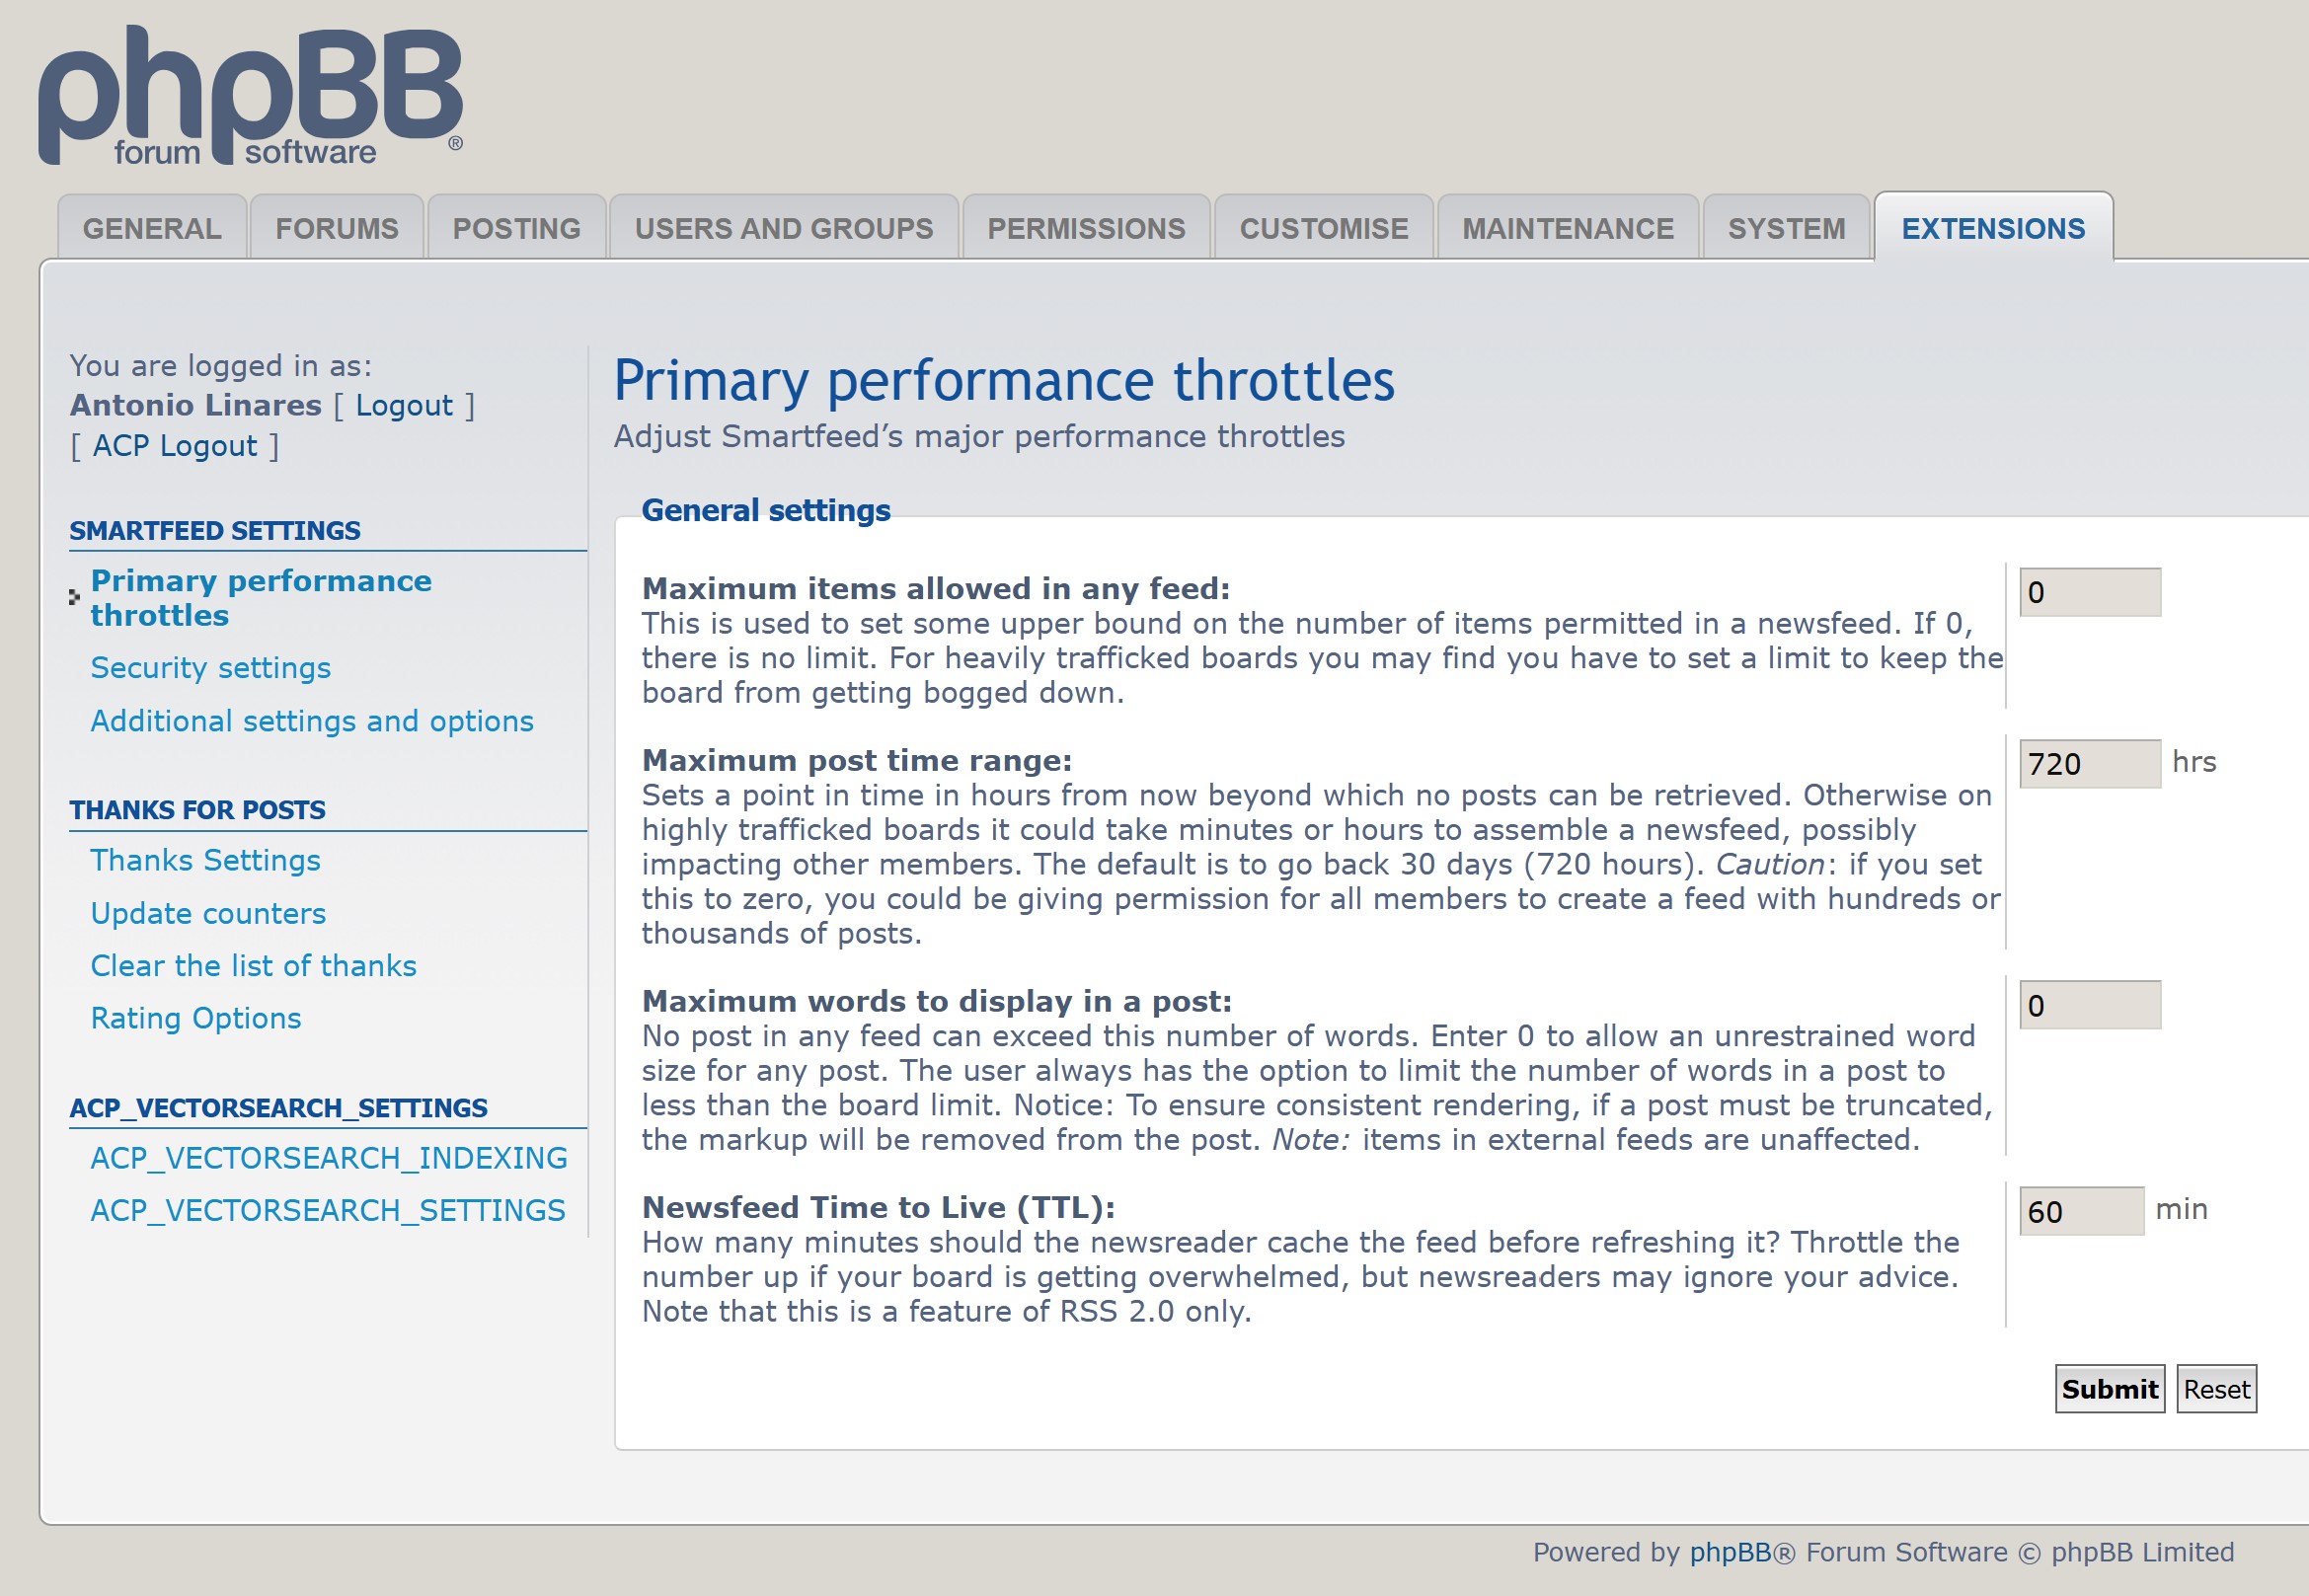 phpBB
forum software ®
GENERAL FORUMS POSTING USERS AND GROUPS PERMISSIONS CUSTOMISE MAINTENANCE SYSTEM EXTENSIONS
You are logged in as:
Antonio Linares [ Logout ]
[ ACP Logout ]
SMARTFEED SETTINGS
Primary performance
throttles
Security settings
Additional settings and options
THANKS FOR POSTS
Thanks Settings
Update counters
Clear the list of thanks
Rating Options
ACP_VECTORSEARCH_SETTINGS
ACP_VECTORSEARCH_INDEXING
ACP_VECTORSEARCH_SETTINGS
Primary performance throttles
Adjust Smartfeed’s major performance throttles
General settings
Maximum items allowed in any feed:
This is used to set some upper bound on the number of items permitted in a newsfeed. If 0,
there is no limit. For heavily trafficked boards you may find you have to set a limit to keep the
board from getting bogged down.
0
Maximum post time range:
Sets a point in time in hours from now beyond which no posts can be retrieved. Otherwise on
highly trafficked boards it could take minutes or hours to assemble a newsfeed, possibly
impacting other members. The default is to go back 30 days (720 hours). Caution: if you set
this to zero, you could be giving permission for all members to create a feed with hundreds or
thousands of posts.
720 hrs
Maximum words to display in a post:
No post in any feed can exceed this number of words. Enter 0 to allow an unrestrained word
size for any post. The user always has the option to limit the number of words in a post to
less than the board limit. Notice: To ensure consistent rendering, if a post must be truncated,
the markup will be removed from the post. Note: items in external feeds are unaffected.
0
Newsfeed Time to Live (TTL):
How many minutes should the newsreader cache the feed before refreshing it? Throttle the
number up if your board is getting overwhelmed, but newsreaders may ignore your advice.
Note that this is a feature of RSS 2.0 only.
60 min
Submit Reset
Powered by phpBB® Forum Software © phpBB Limited